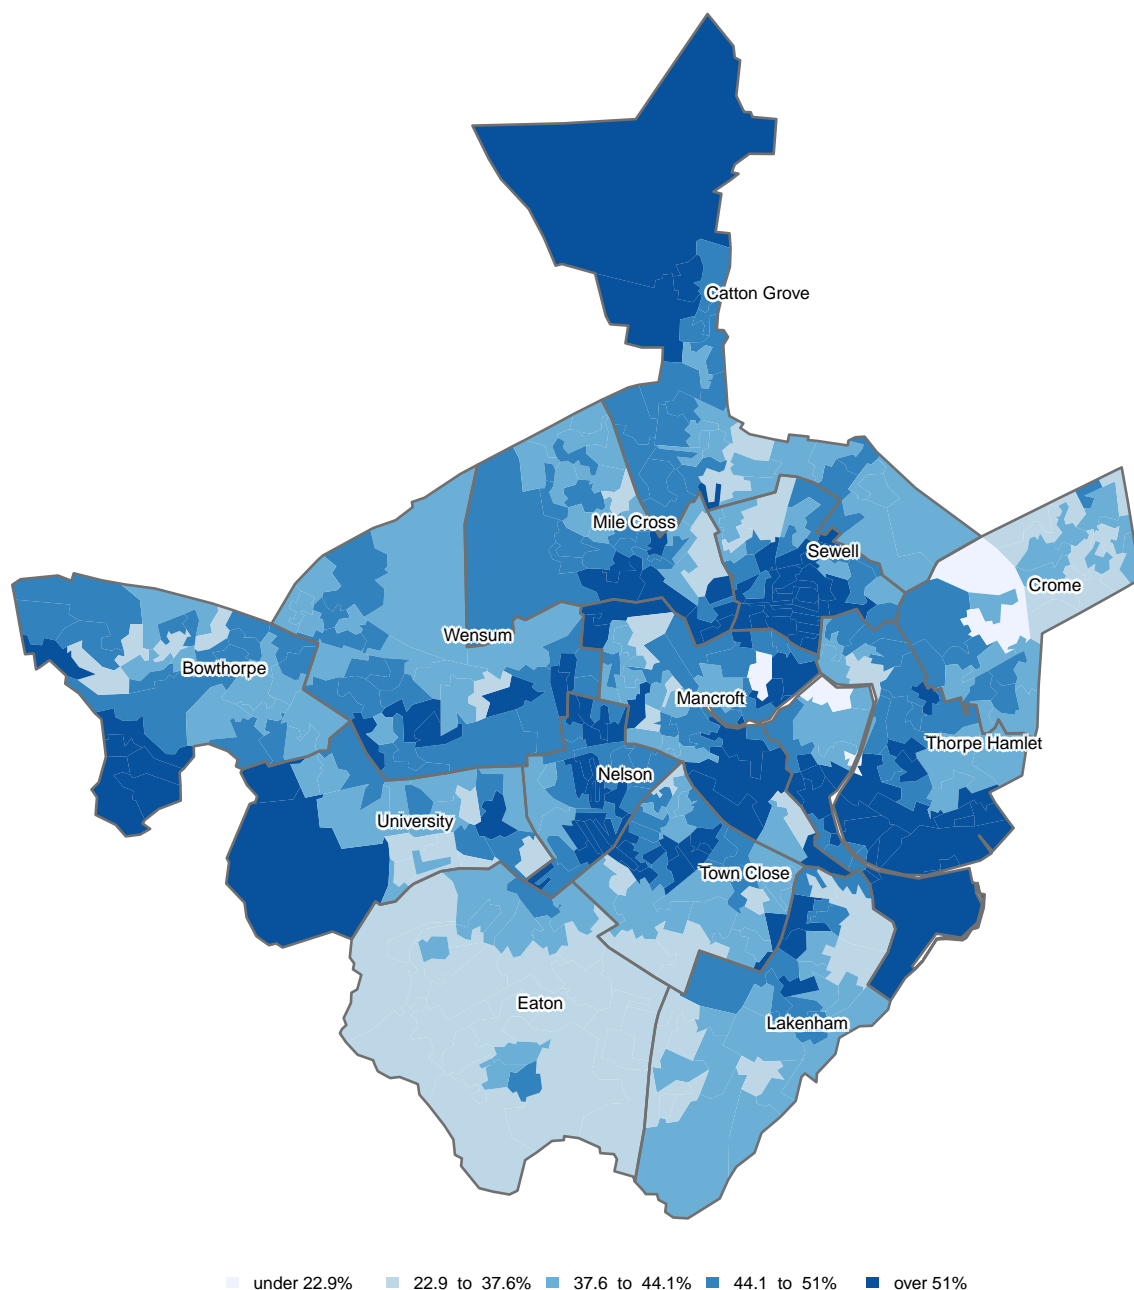 Catton Grove
Mile Cross
Sewell
Crome
Wensum
Bowthorpe
Mancroft
Thorpe Hamlet
Nelson
University
Town Close
Eaton
Lakenham
under 22.9% 22.9 to 37.6% 37.6 to 44.1% 44.1 to 51% over 51%